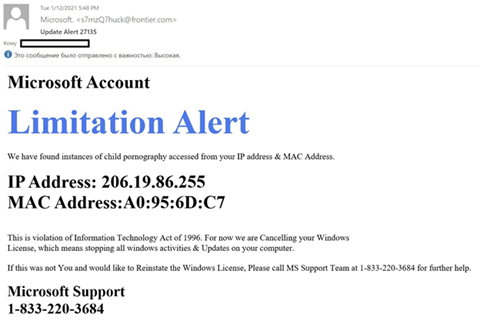 Tue 1/12/2021 5:48 PM
Microsoft. <s7mzQ7huck@frontier.com>
Update Alert 27135
Кому
Это сообщение было отправлено с важностью: Высокая.
Microsoft Account
Limitation Alert
We have found instances of child pornography accessed from your IP address & MAC Address.
IP Address: 206.19.86.255
MAC Address:A0:95:6D:C7
This is violation of Information Technology Act of 1996. For now we are Cancelling your Windows
License, which means stopping all windows activities & Updates on your computer.
If this was not You and would like to Reinstate the Windows License, Please call MS Support Team at 1-833-220-3684 for further help.
Microsoft Support
1-833-220-3684